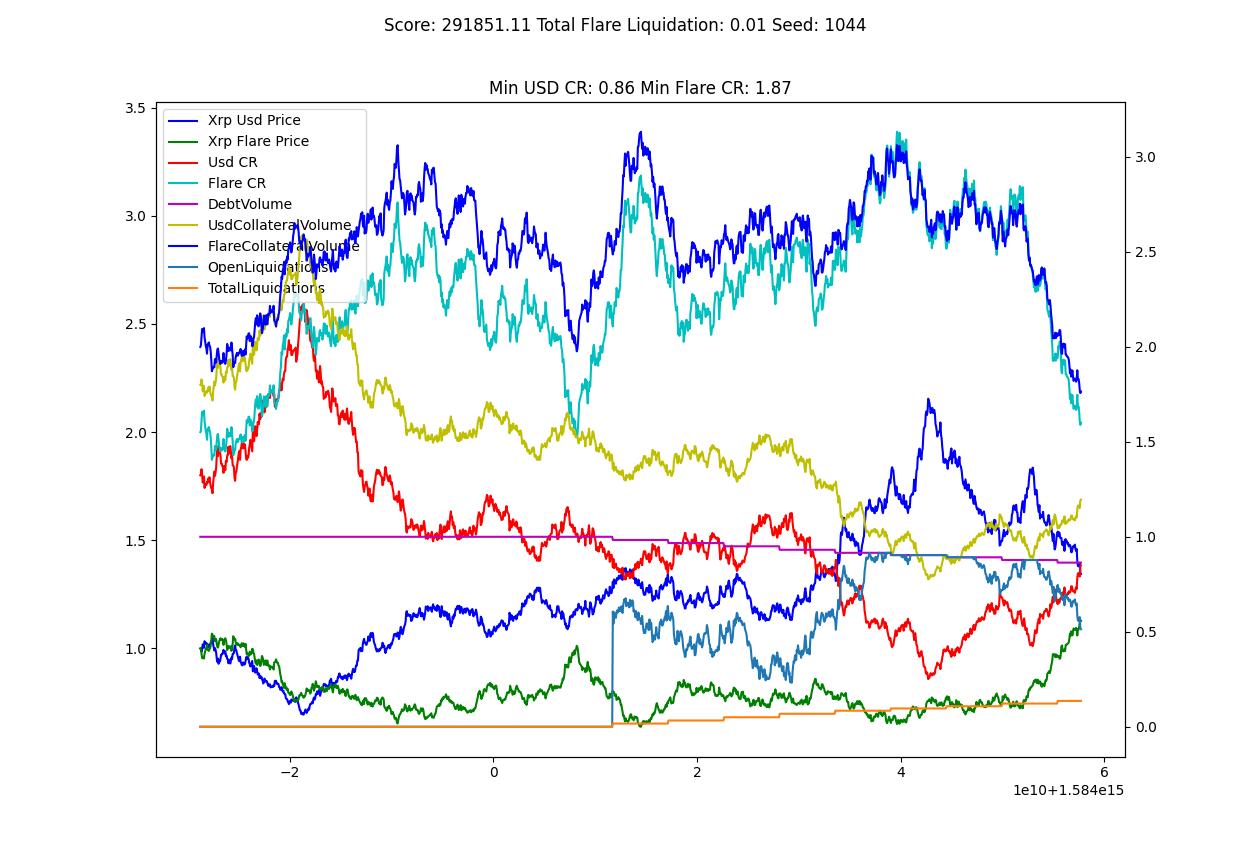 Score: 291851.11 Total Flare Liquidation: 0.01 Seed: 1044
Min USD CR: 0.86 Min Flare CR: 1.87
3.5
3.0
2.5
2.0
1.5
1.0
Xrp Usd Price
Xrp Flare Price
Usd CR
Flare CR
DebtVolume
UsdCollateralVolume
FlareCollateralVolume
OpenLiquidations
TotalLiquidations
3.0
2.5
2.0
1.5
1.0
0.5
0.0
−2 0 2 4 6
1e10+1.584e15